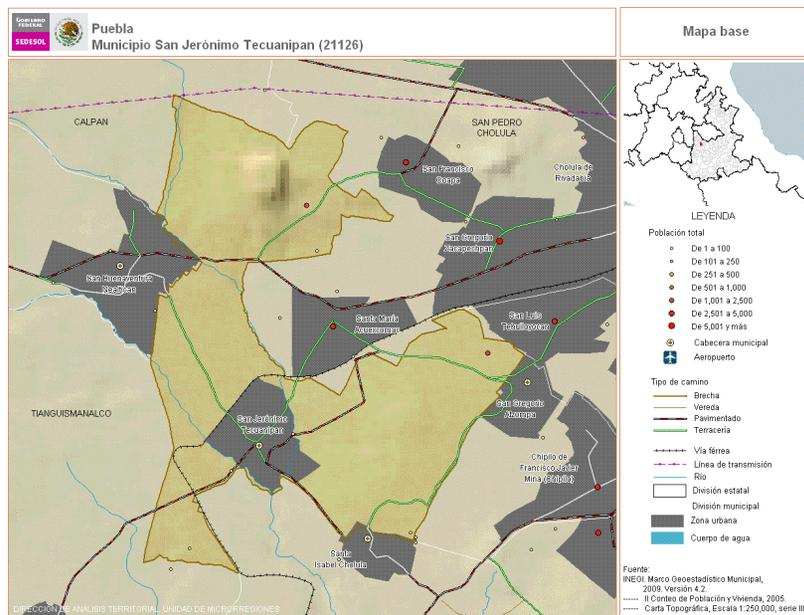 GOBIERNO
FEDERAL
SEDESOL
Puebla
Municipio San Jerónimo Tecuanipan (21126)
Mapa base
CALPAN
SAN PEDRO
CHOLULA
San Francisco
Coapa
Cholula de
Rivadabia
San Gregorio
Zacapechpan
San Buenaventura
Nealtican
Santa María
Acuexcomac
San Luis
Tehuiloyocan
TIANGUISMANALCO
San Jerónimo
Tecuanipan
San Gregorio
Atzompa
Chipilo de
Francisco Javier
Mina (Chipilo)
Santa
Isabel Cholula
DIRECCIÓN DE ANÁLISIS TERRITORIAL, UNIDAD DE MICRORREGIONES
LEYENDA
Población total
De 1 a 100
De 101 a 250
De 251 a 500
De 501 a 1,000
De 1,001 a 2,500
De 2,501 a 5,000
De 5,001 y más
Cabecera municipal
Aeropuerto
Tipo de camino
Brecha
Vereda
Pavimentado
Terracería
Vía férrea
Línea de transmisión
Río
División estatal
División municipal
Zona urbana
Cuerpo de agua
Fuente:
INEGI. Marco Geoestadístico Municipal,
2009. Versión 4.2.
II Conteo de Población y Vivienda, 2005.
Carta Topográfica, Escala 1:250,000, serie III